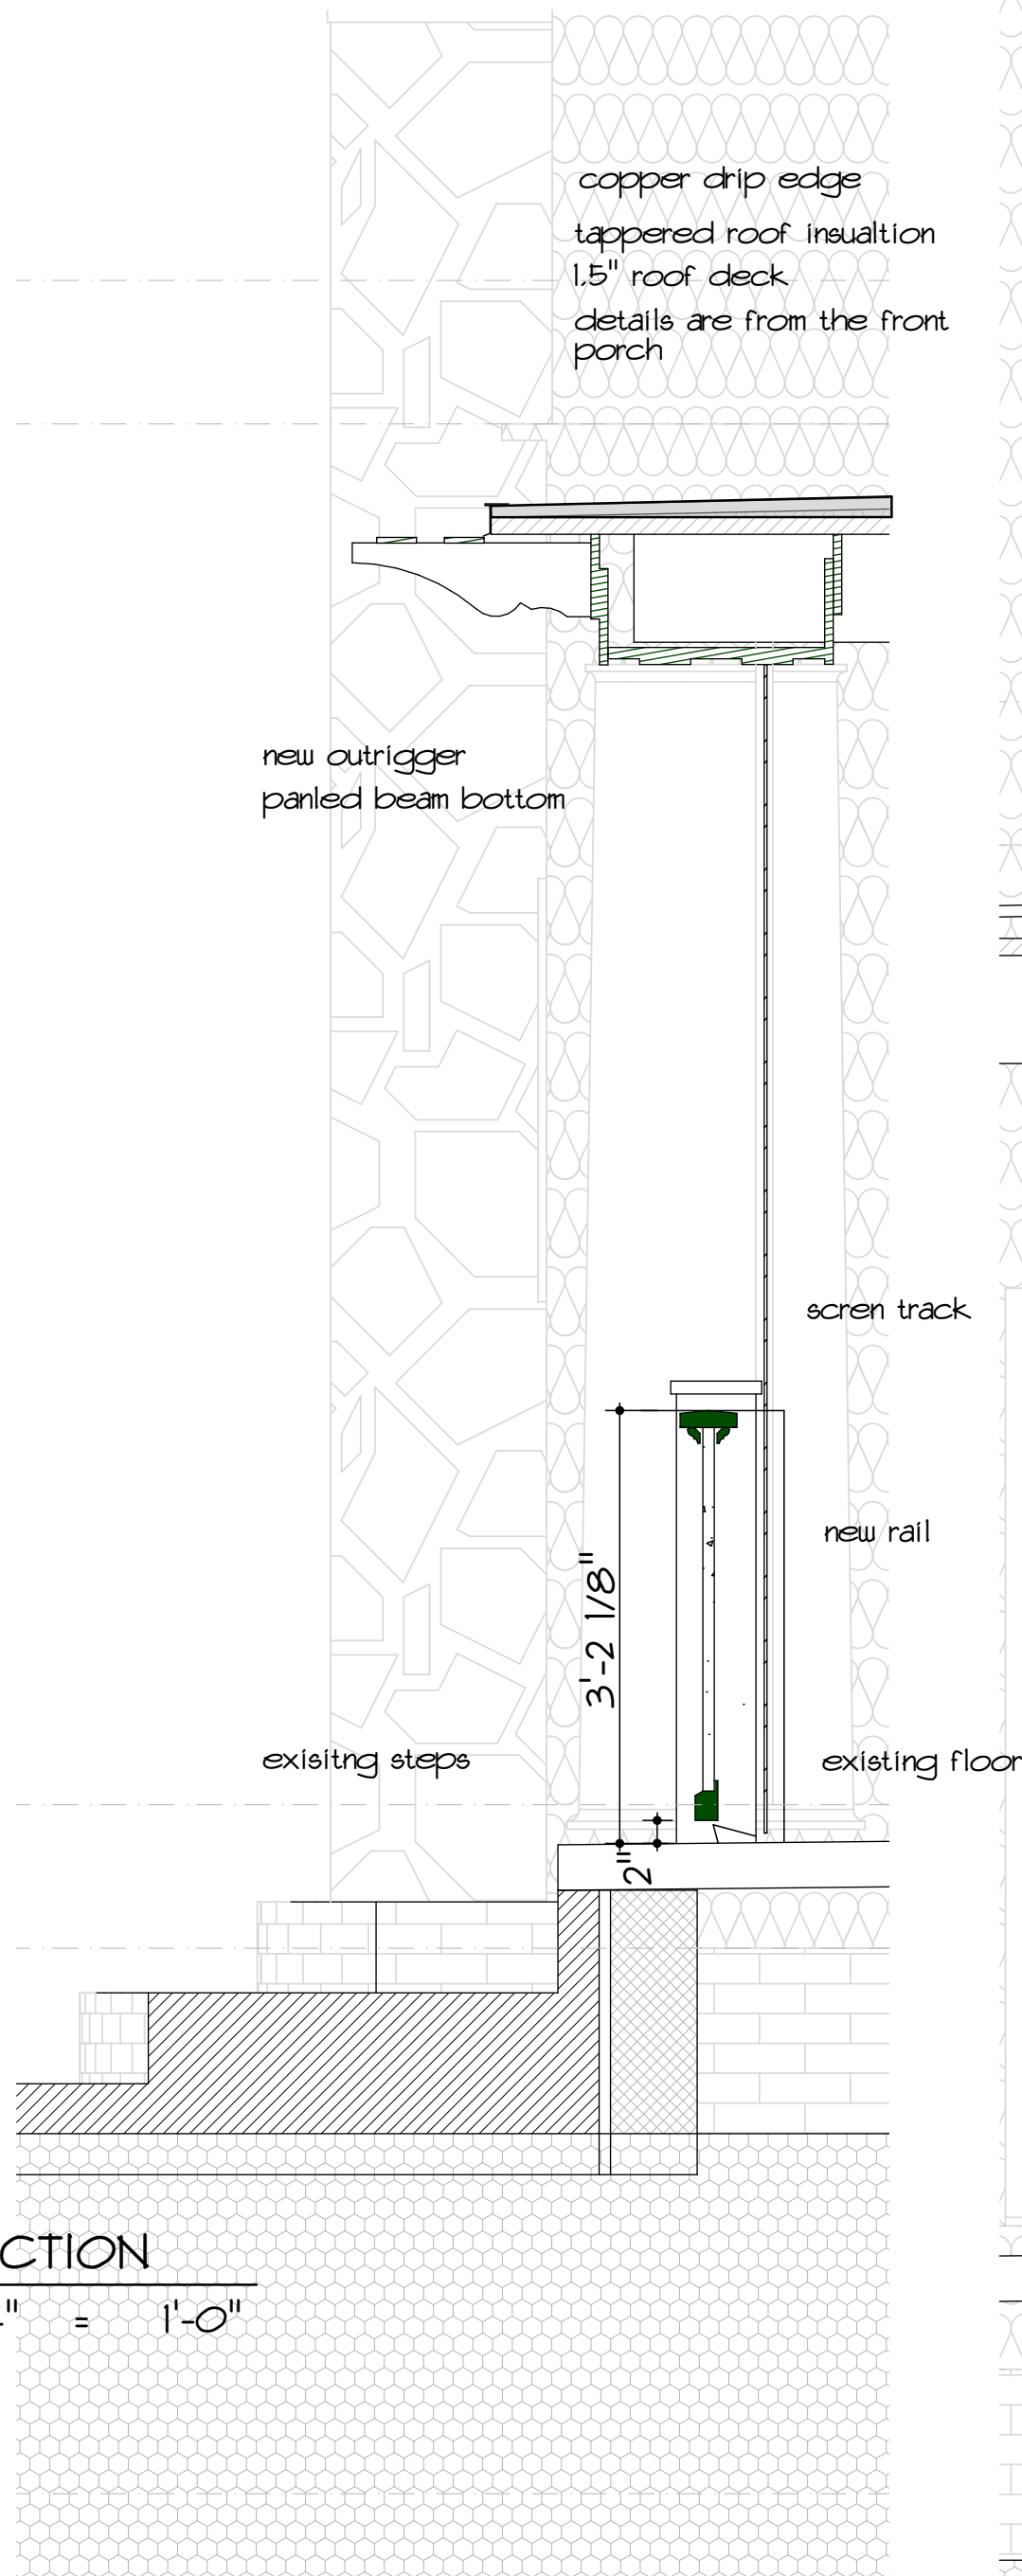 copper drip edge
tappered roof insualtion
1.5" roof deck
details are from the front
porch
new outrigger
panled beam bottom
scren track
new rail
3'-2 1/8"
exisitng steps
existing floor
2"
CTION
" = 1'-0"